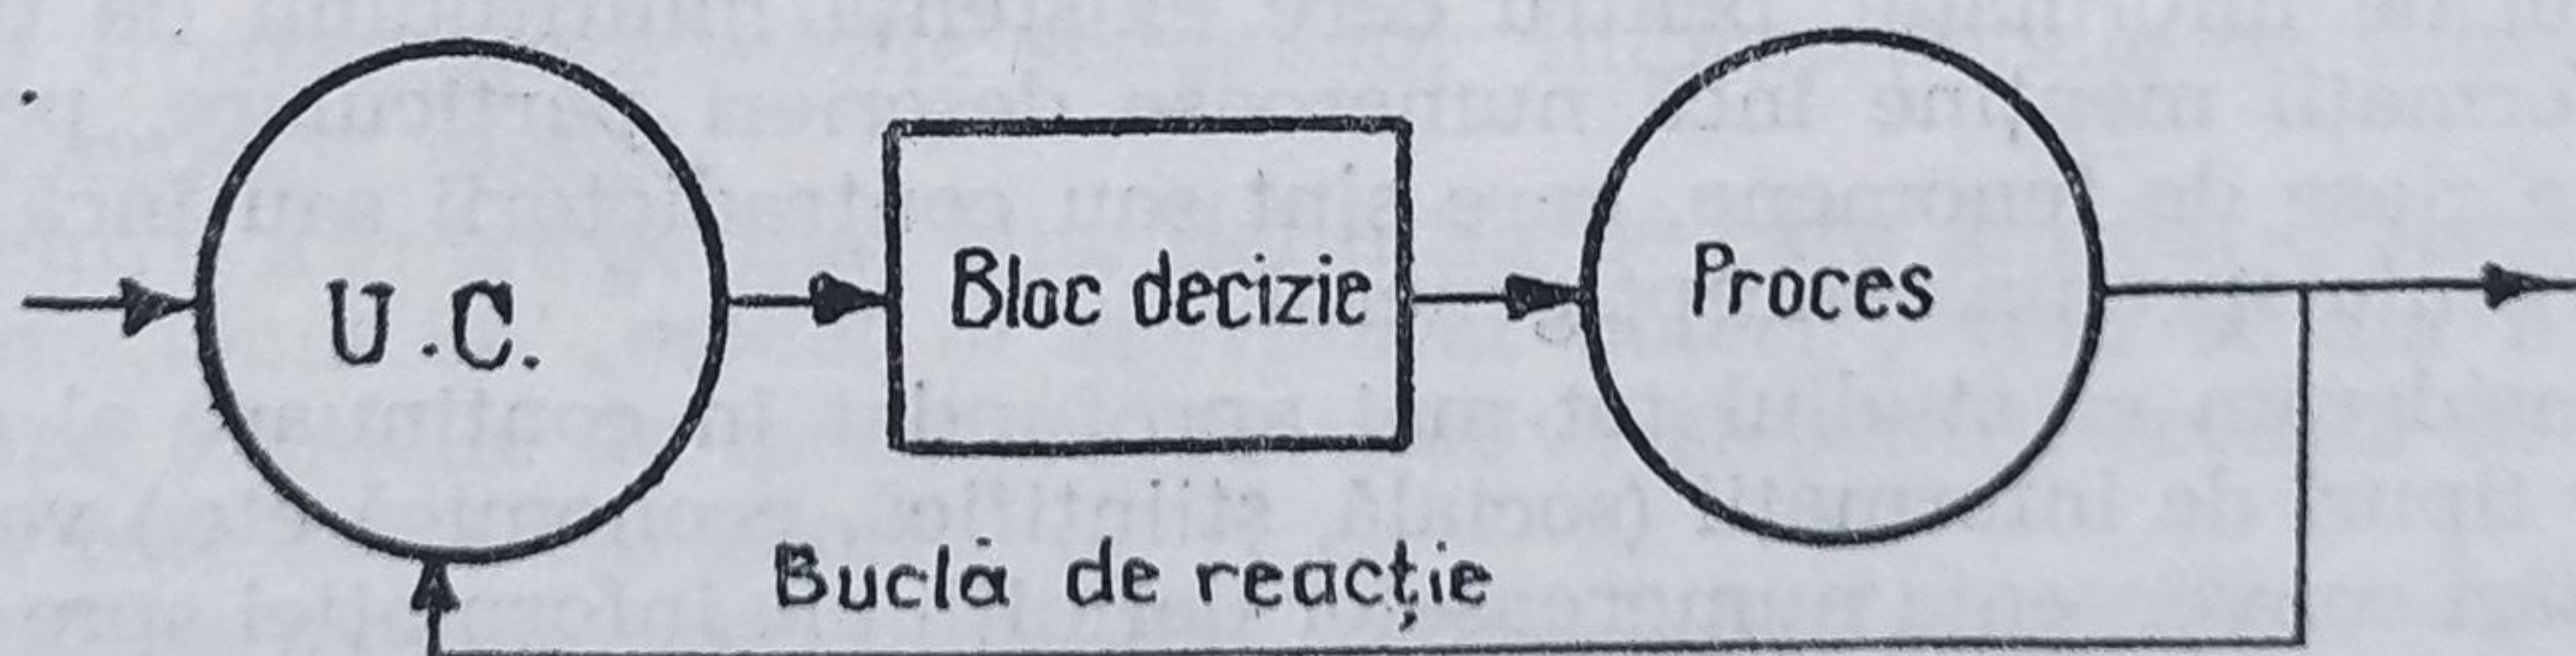 U.C.
Bloc decizie
Proces
Buclă de reacție